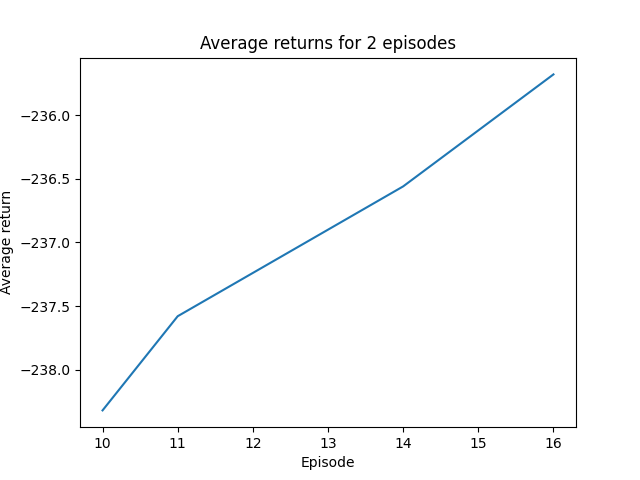 Average returns for 2 episodes
Average return
−236.0
−236.5
−237.0
−237.5
−238.0
10 11 12 13 14 15 16
Episode